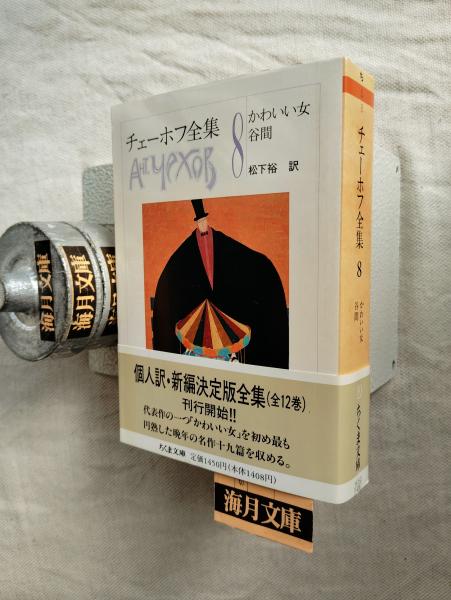 チェーホフ全集
8
かわいい女
谷間
松下裕 訳
АН.ЧЕХОВ
個人訳・新編決定版全集(全12巻)
刊行開始!!
代表作の一つ「かわいい女」を初め最も
円熟した晩年の名作十九篇を収める。
ちくま文庫 定価1450円(本体1408円)
ち
チェーホフ全集 8
かわいい女
谷間
ちくま文庫
海月文庫
海月文庫
海月文庫